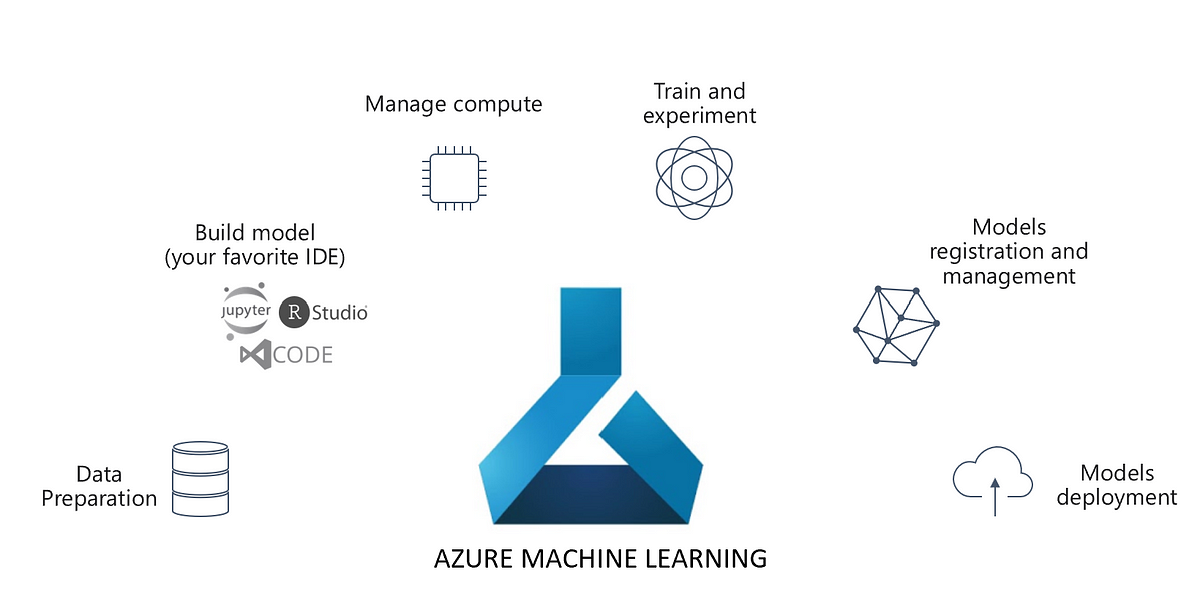 Manage compute
Train and
experiment
Build model
(your favorite IDE)
jupyter
R Studio
CODE
Models
registration and
management
Data
Preparation
Models
deployment
AZURE MACHINE LEARNING